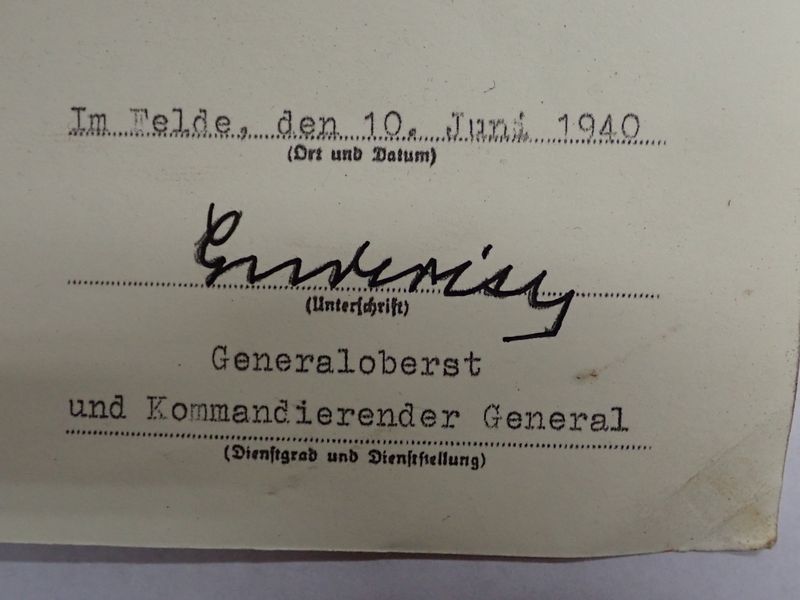 Im Felde, den 10. Juni 1940
(Ort und Datum)
(Unterschrift)
Generaloberst
und Kommandierender General
(Dienstgrad und Dienststellung)